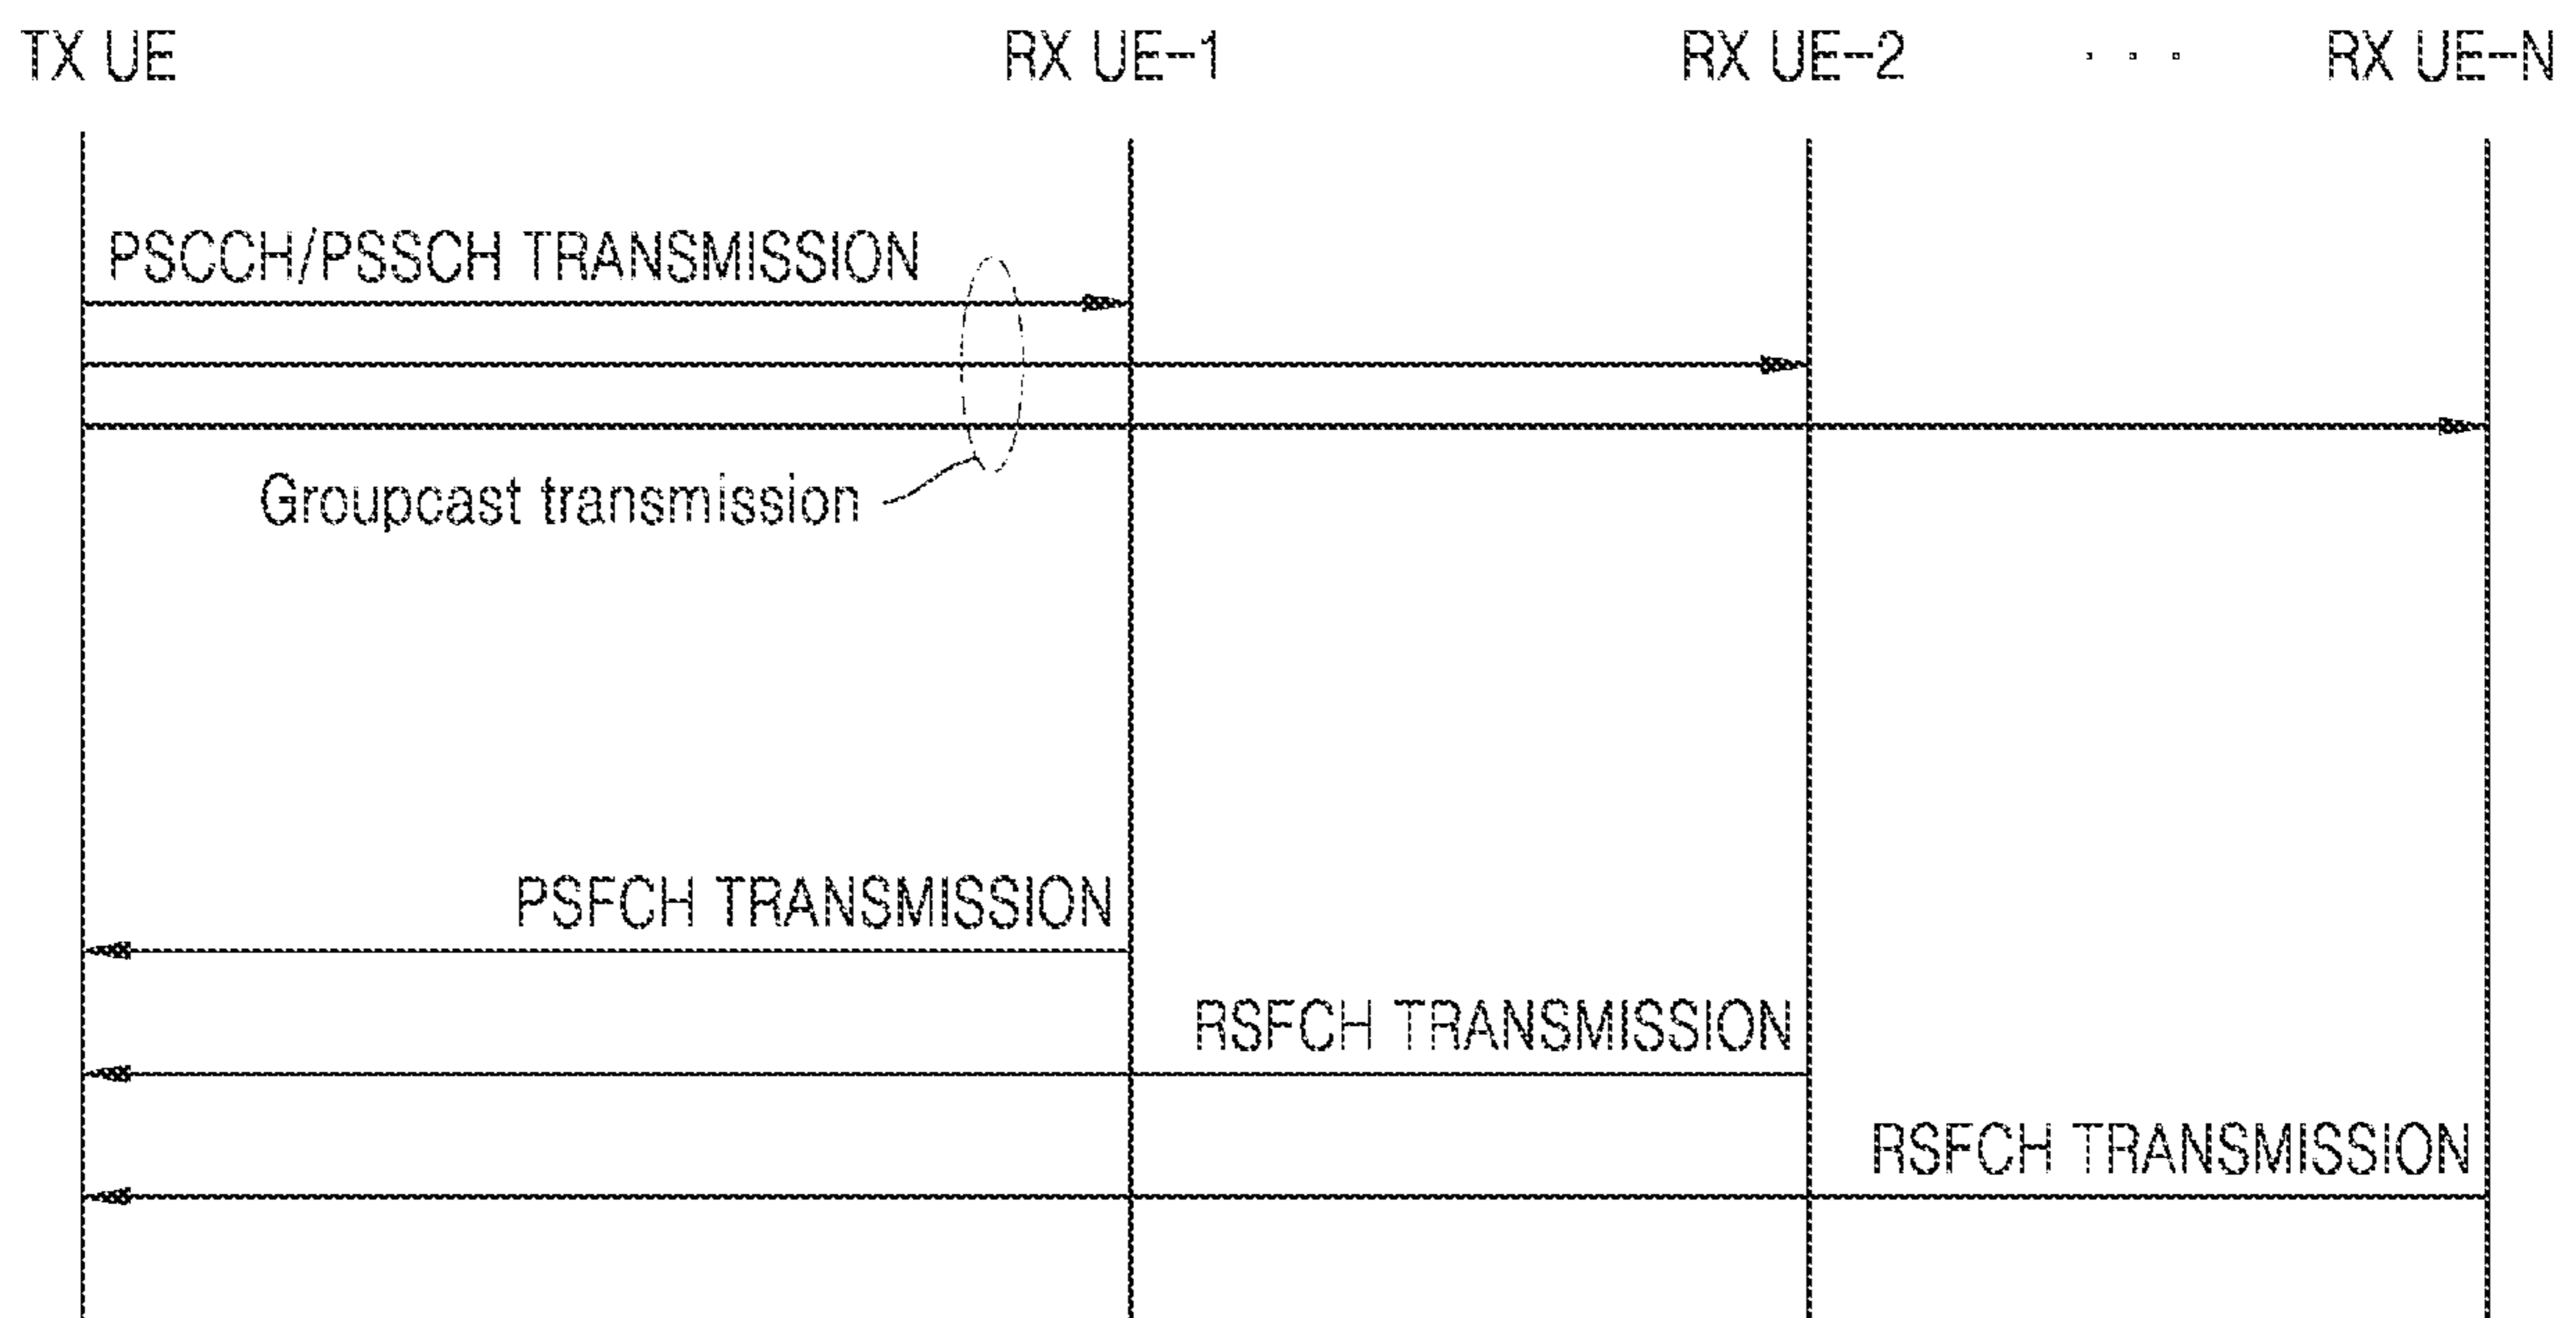 TX UE
RX UE-1
RX UE-2
. . .
RX UE-N
PSCCH/PSSCH TRANSMISSION
Groupcast transmission
PSFCH TRANSMISSION
RSFCH TRANSMISSION
RSFCH TRANSMISSION